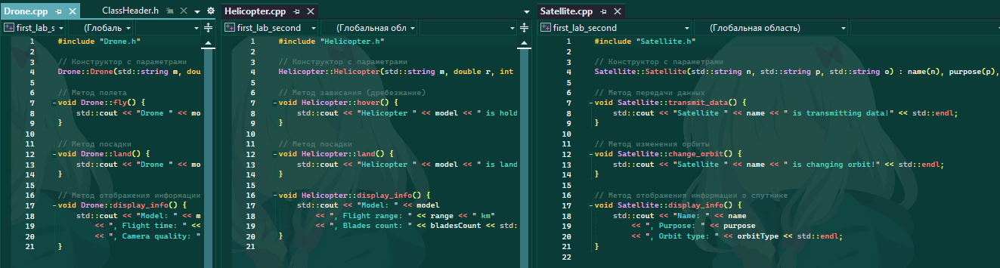 Drone.cpp ClassHeader.h
first_lab_s (Глобаль
1 #include "Drone.h"
2
3 // Конструктор с параметрами
4 Drone::Drone(std::string m, dou
5
6 // Метод полета
7 void Drone::fly() {
8 std::cout << "Drone " << mo
9 }
10
11 // Метод посадки
12 void Drone::land() {
13 std::cout << "Drone " << mo
14 }
15
16 // Метод отображения информации
17 void Drone::display_info() {
18 std::cout << "Model: " << m
19 << ", Flight time: " <<
20 << ", Camera quality: "
21 }
Helicopter.cpp
first_lab_second (Глобальная обл
1 #include "Helicopter.h"
2
3 // Конструктор с параметрами
4 Helicopter::Helicopter(std::string m, double r, int
5
6 // Метод зависания (дребезжание)
7 void Helicopter::hover() {
8 std::cout << "Helicopter " << model << " is hold
9 }
10
11 // Метод посадки
12 void Helicopter::land() {
13 std::cout << "Helicopter " << model << " is land
14 }
15
16 void Helicopter::display_info() {
17 std::cout << "Model: " << model
18 << ", Flight range: " << range << " km"
19 << ", Blades count: " << bladesCount << std:
20 }
21
Satellite.cpp
first_lab_second (Глобальная область)
1 #include "Satellite.h"
2
3 // Конструктор с параметрами
4 Satellite::Satellite(std::string n, std::string p, std::string o) : name(n), purpose(p),
5
6 // Метод передачи данных
7 void Satellite::transmit_data() {
8 std::cout << "Satellite " << name << " is transmitting data!" << std::endl;
9 }
10
11 // Метод изменения орбиты
12 void Satellite::change_orbit() {
13 std::cout << "Satellite " << name << " is changing orbit!" << std::endl;
14 }
15
16 // Метод отображения информации о спутнике
17 void Satellite::display_info() {
18 std::cout << "Name: " << name
19 << ", Purpose: " << purpose
20 << ", Orbit type: " << orbitType << std::endl;
21 }
22